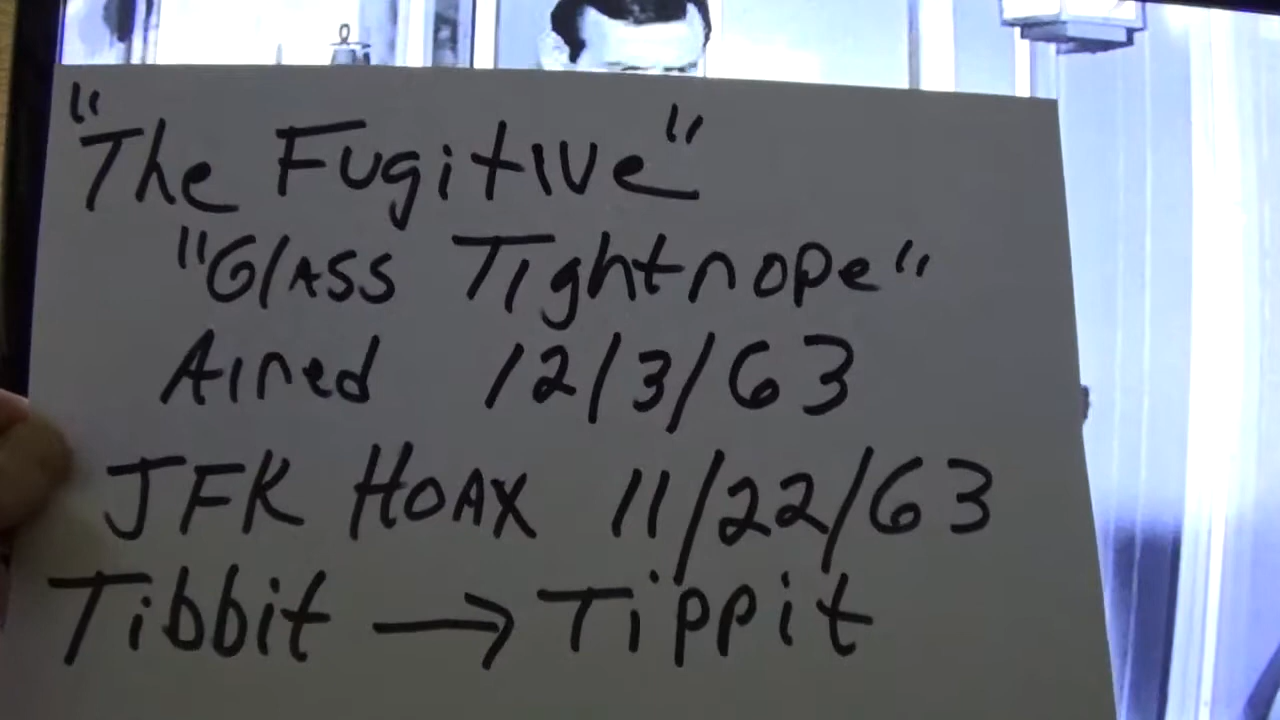 "The Fugitive"
"Glass Tightrope"
Aired 12/3/63
JFK HOAX 11/22/63
Tibbit → Tippit